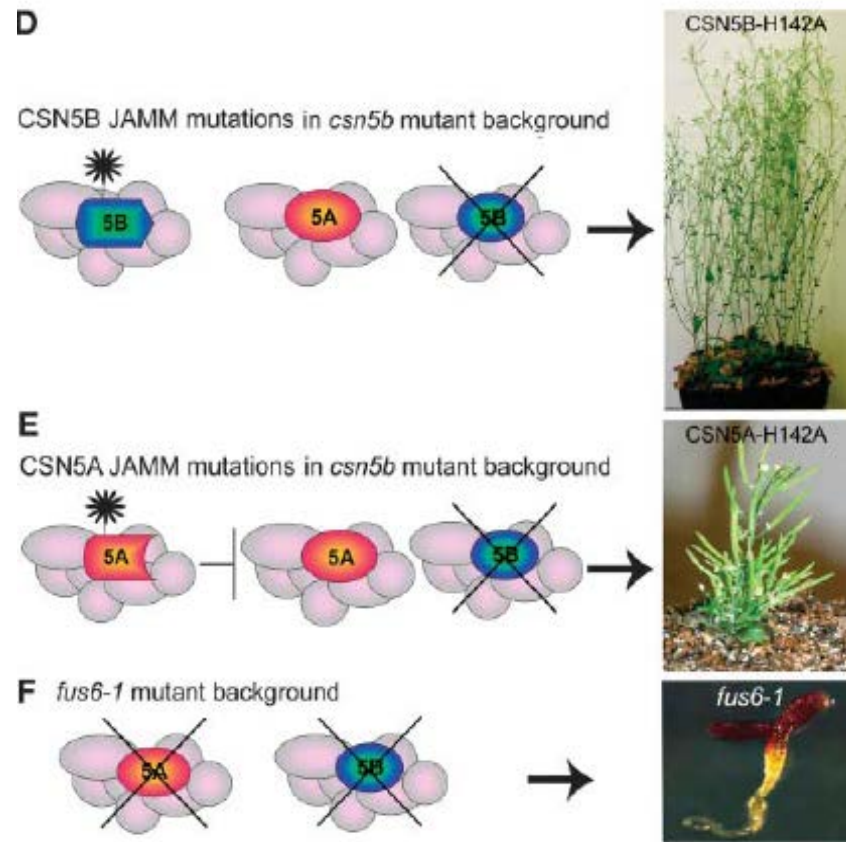 D
CSN5B-H142A
CSN5B JAMM mutations in csn5b mutant background
5B 5A 5B
E
CSN5A-H142A
CSN5A JAMM mutations in csn5b mutant background
5A 5A 5B
F fus6-1 mutant background
fus6-1
5A 5B